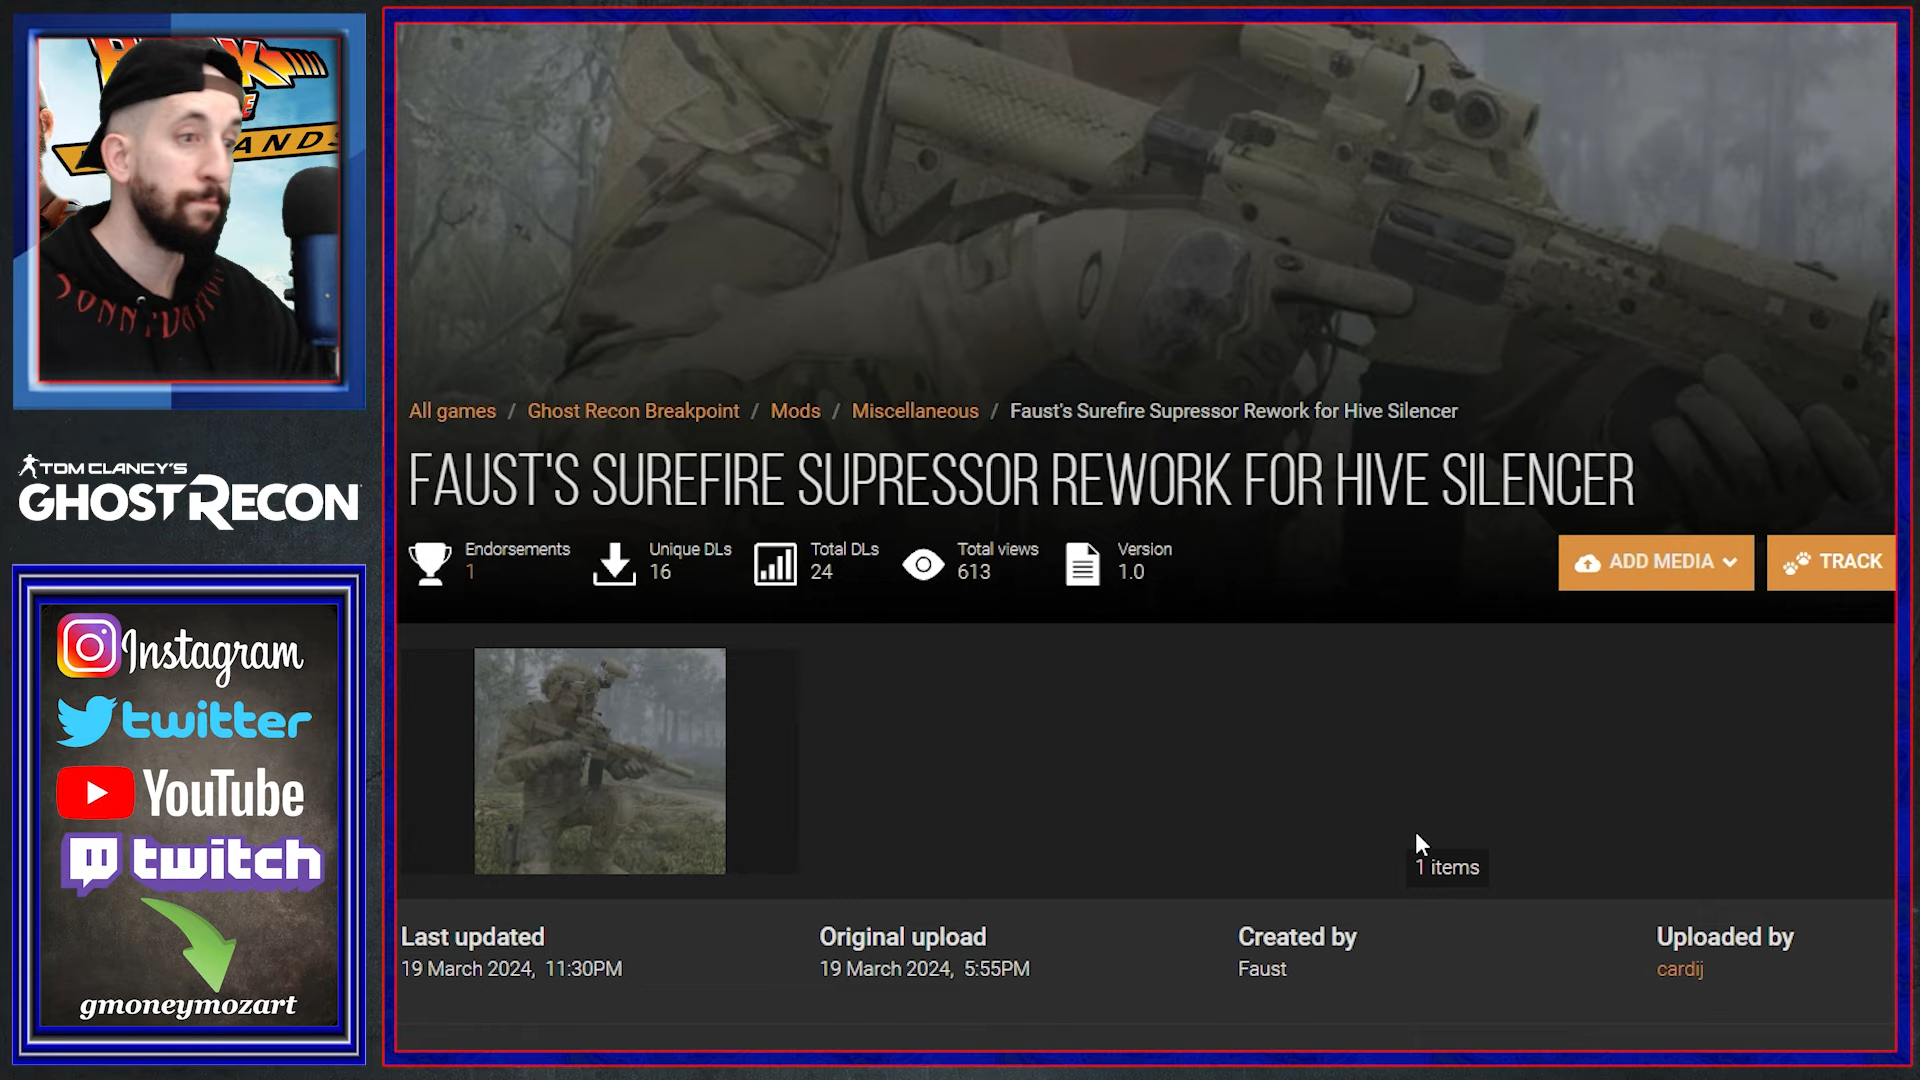 ANDS
TOM CLANCY'S
GHOST RECON
Instagram
twitter
YouTube
twitch
gmoneymozart
All games / Ghost Recon Breakpoint / Mods / Miscellaneous / Faust's Surefire Supressor Rework for Hive Silencer
FAUST'S SUREFIRE SUPRESSOR REWORK FOR HIVE SILENCER
Endorsements
1
Unique DLs
16
Total DLs
24
Total views
613
Version
1.0
ADD MEDIA
TRACK
1 items
Last updated
19 March 2024, 11:30PM
Original upload
19 March 2024, 5:55PM
Created by
Faust
Uploaded by
cardij